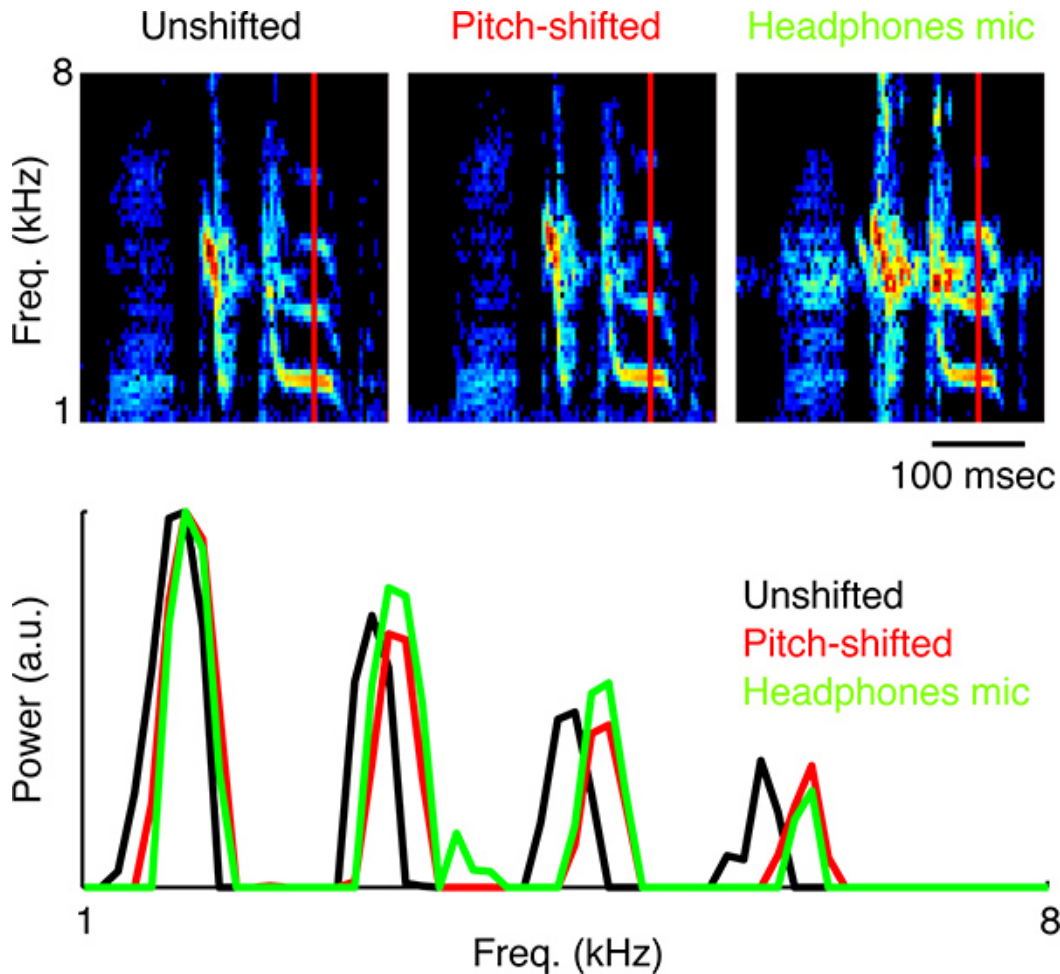 Unshifted
Pitch-shifted
Headphones mic
8
Freq. (kHz)
1
100 msec
Power (a.u.)
Unshifted
Pitch-shifted
Headphones mic
1
8
Freq. (kHz)